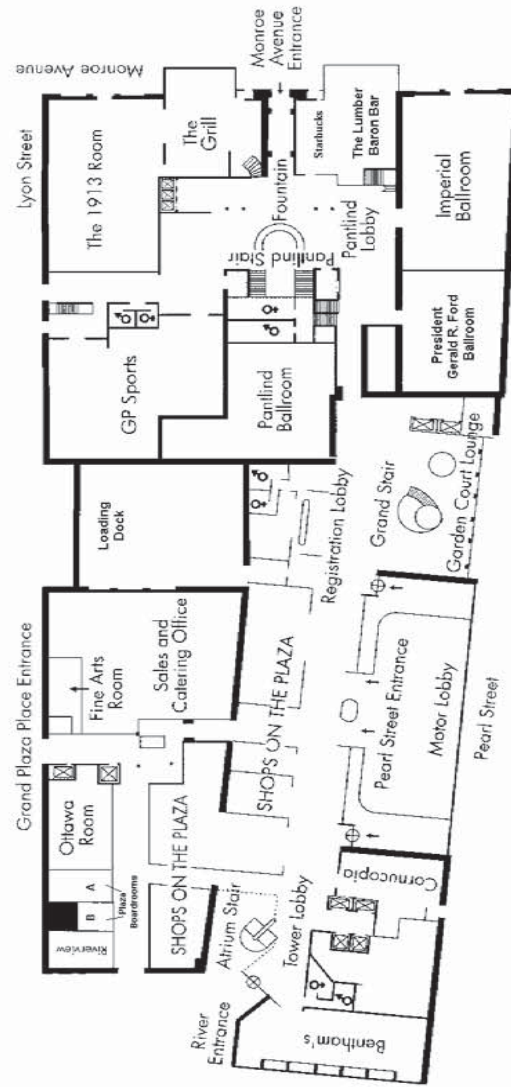 Monroe Avenue
Monroe
Avenue
Entrance
Lyon Street
The 1913 Room
The
Grill
Starbucks
The Lumber
Baron Bar
Fountain
Pantlind Stair
Pantlind
Lobby
Imperial
Ballroom
President
Gerald R. Ford
Ballroom
GP Sports
Pantlind
Ballroom
Loading
Dock
Registration Lobby
Grand Stair
Garden Court Lounge
Grand Plaza Place Entrance
Fine Arts
Room
Sales and
Catering Office
SHOPS ON THE PLAZA
Pearl Street Entrance
Motor Lobby
Pearl Street
Ottawa
Room
A
B
Plaza
Boardrooms
Riverview
SHOPS ON THE PLAZA
Atrium Stair
Tower Lobby
Cornucopia
River
Entrance
Bentham's